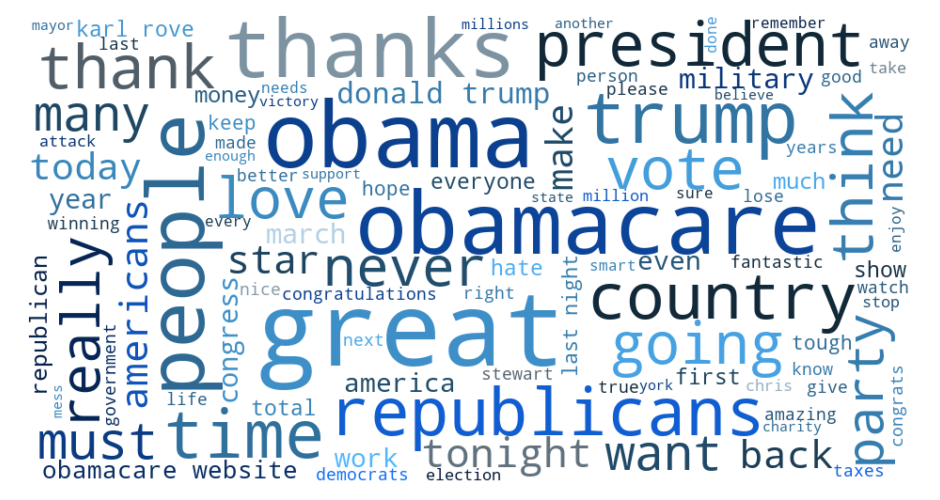 mayor karl rove thanks millions another remember
last thank president done away
military person good take
many money needs victory donald trump please believe
attack keep made obama make trump think need
today enough people better support everyone vote years
year love hope state million sure much lose
winning every march obamacare enjoy
americans star never hate even fantastic show
really nice congratulations right smart watch
republican congress great last night country stop
next going tough
government america stewart true york first chris know give party congrats
mess life total republicans amazing
must time work tonight want back charity
obamacare website democrats election taxes